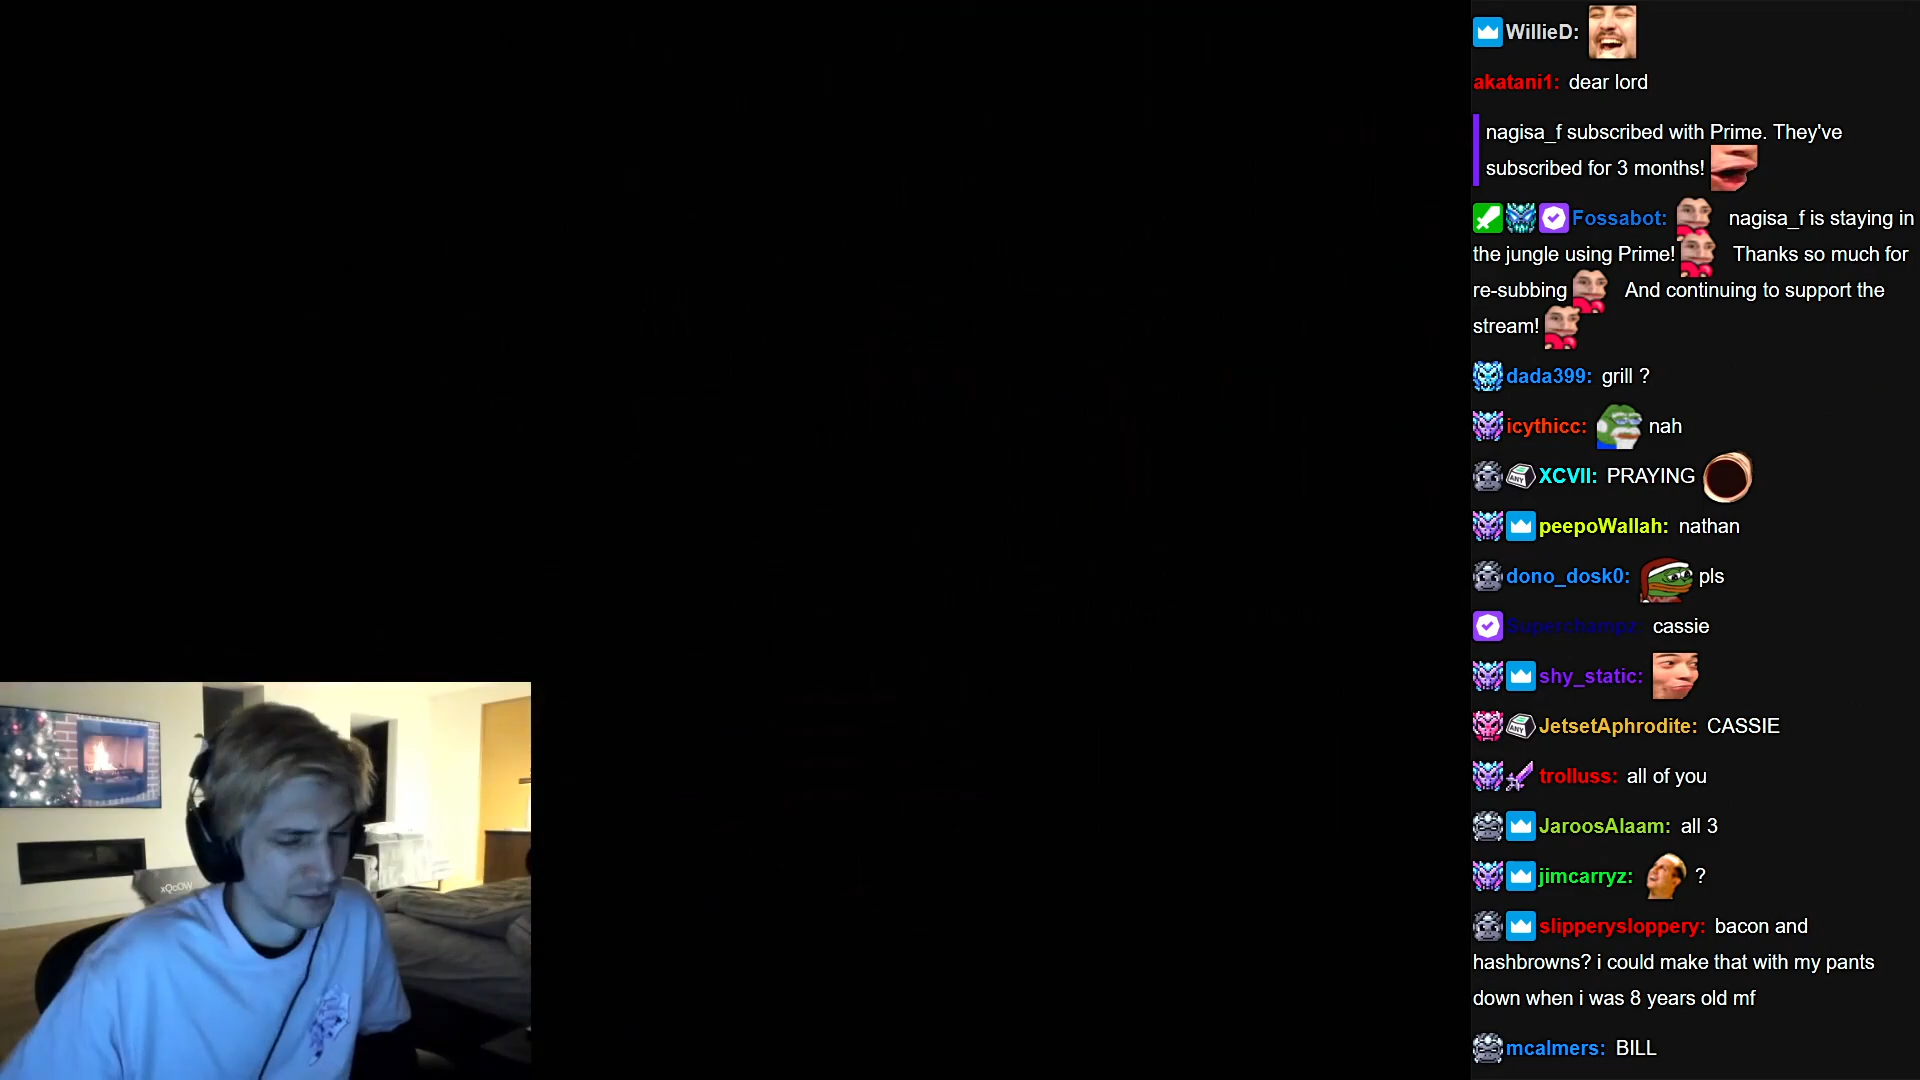 WillieD:
akatani1: dear lord
nagisa_f subscribed with Prime. They've
subscribed for 3 months!
Fossabot: nagisa_f is staying in
the jungle using Prime! Thanks so much for
re-subbing And continuing to support the
stream!
dada399: grill ?
icythicc: nah
ANY XCVII: PRAYING
peepoWallah: nathan
dono_dosk0: pls
Superchampz: cassie
shy_static:
ANY JetsetAphrodite: CASSIE
trolluss: all of you
JaroosAlaam: all 3
jimcarryz: ?
slipperysloppery: bacon and
hashbrowns? i could make that with my pants
down when i was 8 years old mf
mcalmers: BILL
xQcOW